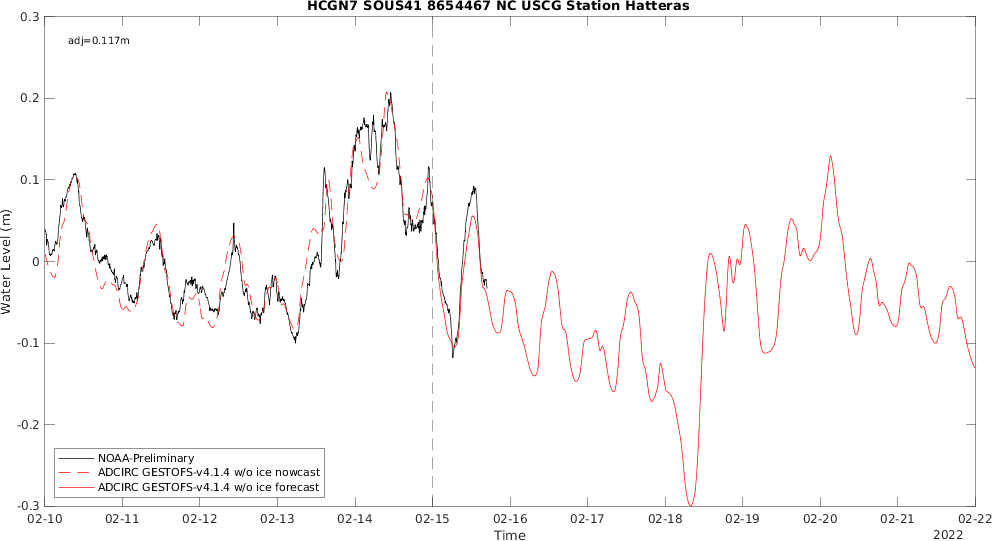 HCGN7 SOUS41 8654467 NC USCG Station Hatteras
adj=0.117m
0.3
0.2
0.1
0
-0.1
-0.2
-0.3
Water Level (m)
NOAA-Preliminary
ADCIRC GESTOFS-v4.1.4 w/o ice nowcast
ADCIRC GESTOFS-v4.1.4 w/o ice forecast
02-10 02-11 02-12 02-13 02-14 02-15 02-16 02-17 02-18 02-19 02-20 02-21 02-22
Time
2022